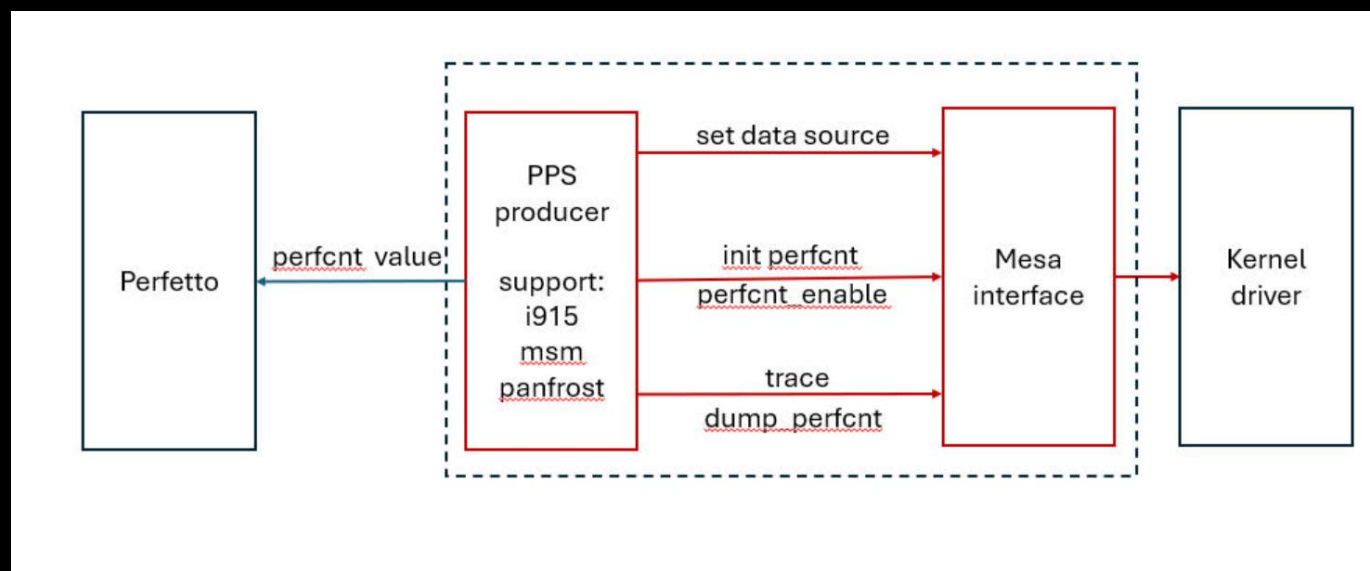 Perfetto
perfcnt value
PPS
producer
support:
i915
msm
panfrost
set data source
init perfcnt
perfcnt_enable
trace
dump_perfcnt
Mesa
interface
Kernel
driver